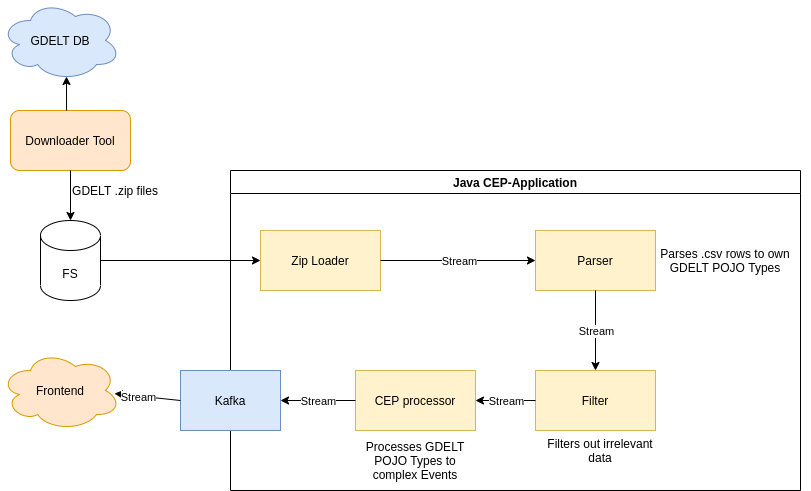 GDELT DB
Downloader Tool
GDELT .zip files
FS
Java CEP-Application
Zip Loader
Stream
Parser
Parses .csv rows to own
GDELT POJO Types
Stream
Frontend
Stream
Kafka
Stream
CEP processor
Stream
Filter
Processes GDELT
POJO Types to
complex Events
Filters out irrelevant
data